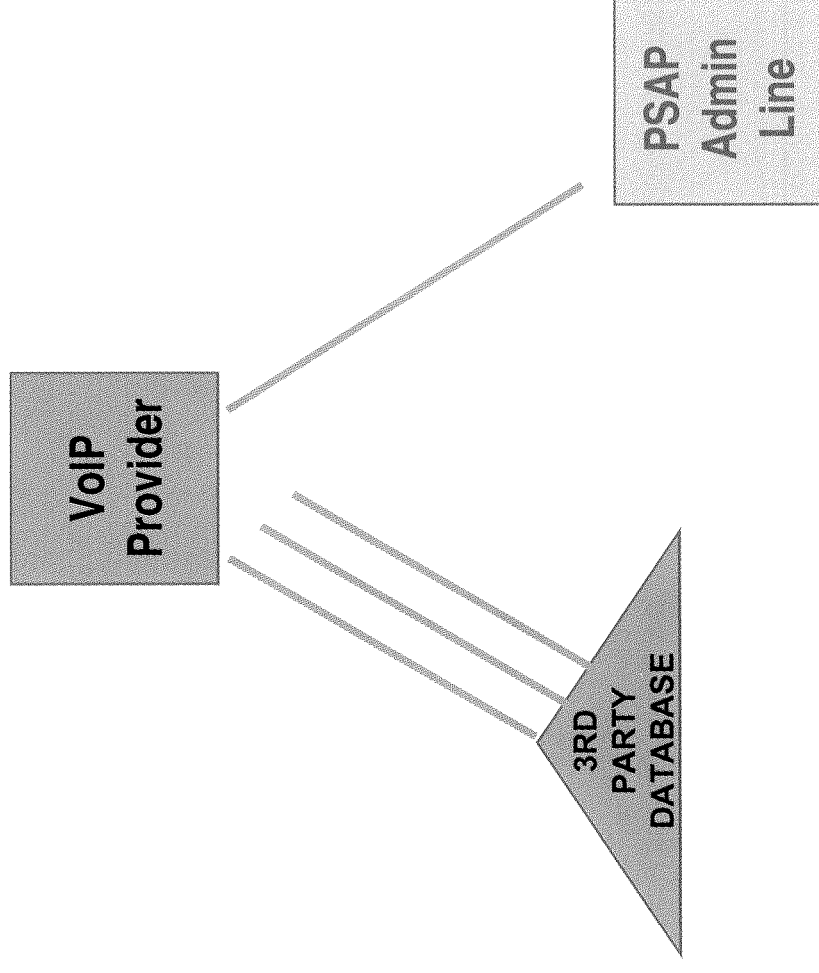 VoIP
Provider
3RD
PARTY
DATABASE
PSAP
Admin
Line